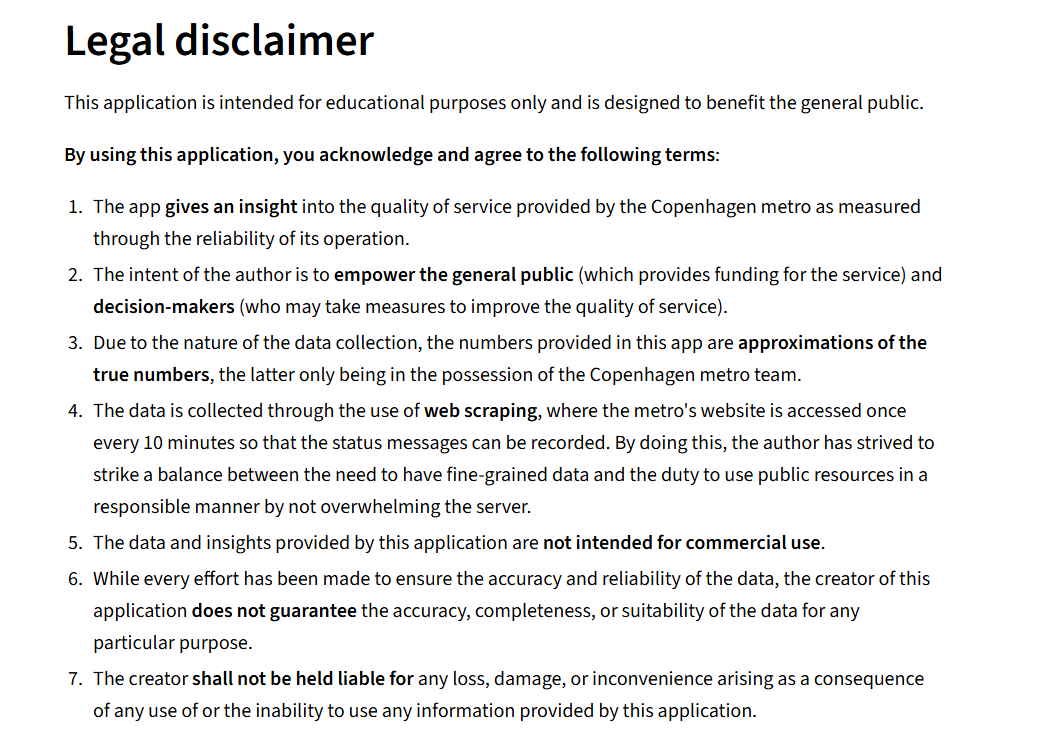 Legal disclaimer
This application is intended for educational purposes only and is designed to benefit the general public.
By using this application, you acknowledge and agree to the following terms:
1. The app gives an insight into the quality of service provided by the Copenhagen metro as measured
through the reliability of its operation.
2. The intent of the author is to empower the general public (which provides funding for the service) and
decision-makers (who may take measures to improve the quality of service).
3. Due to the nature of the data collection, the numbers provided in this app are approximations of the
true numbers, the latter only being in the possession of the Copenhagen metro team.
4. The data is collected through the use of web scraping, where the metro's website is accessed once
every 10 minutes so that the status messages can be recorded. By doing this, the author has strived to
strike a balance between the need to have fine-grained data and the duty to use public resources in a
responsible manner by not overwhelming the server.
5. The data and insights provided by this application are not intended for commercial use.
6. While every effort has been made to ensure the accuracy and reliability of the data, the creator of this
application does not guarantee the accuracy, completeness, or suitability of the data for any
particular purpose.
7. The creator shall not be held liable for any loss, damage, or inconvenience arising as a consequence
of any use of or the inability to use any information provided by this application.